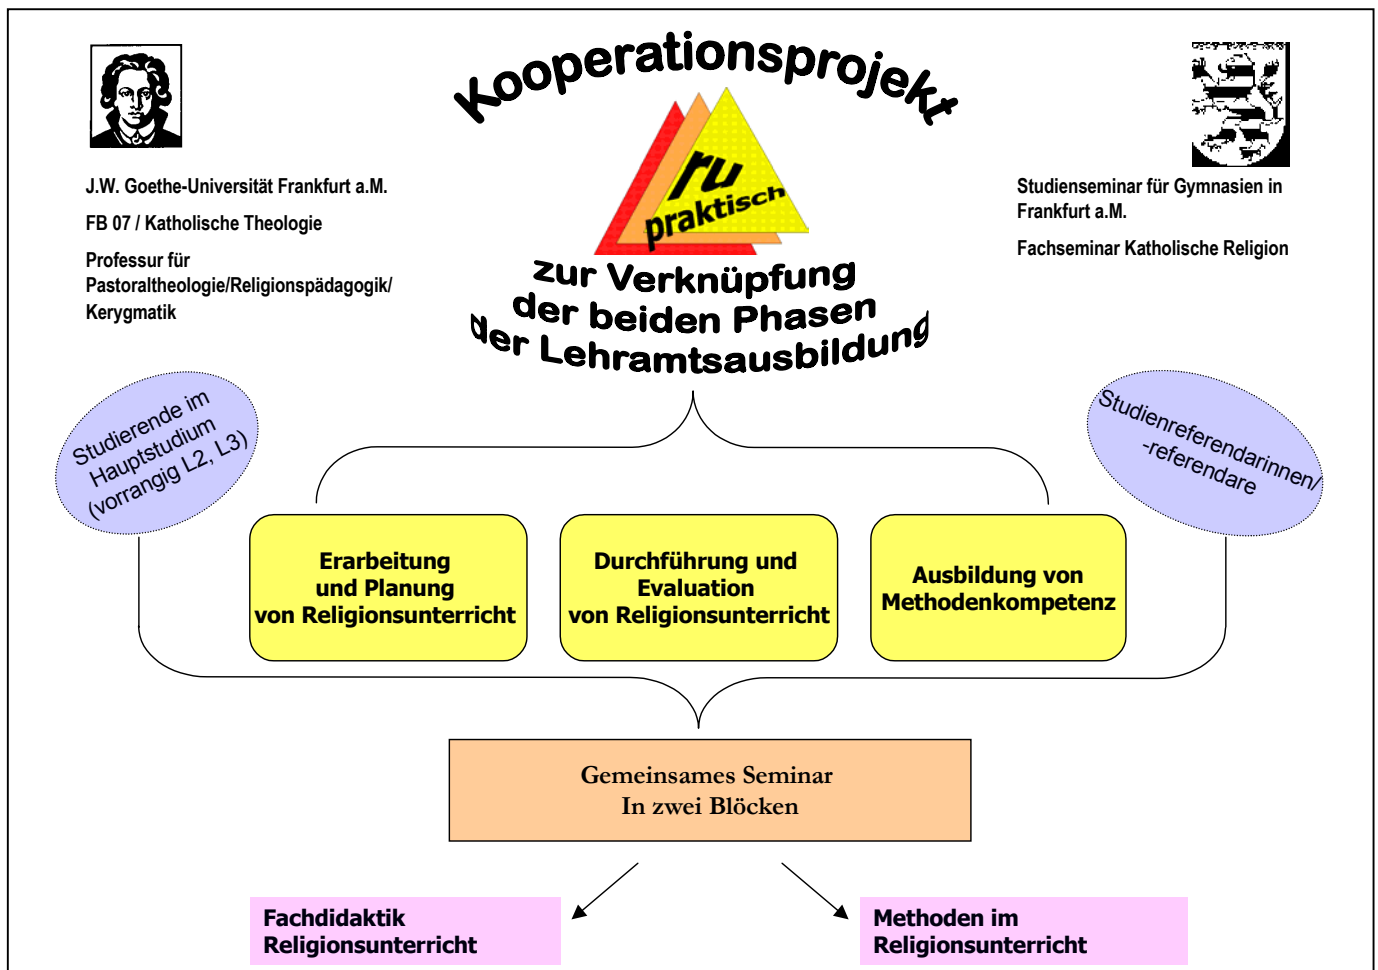 Kooperationsprojekt
ru
praktisch
zur Verknüpfung
der beiden Phasen
der Lehramtsausbildung
J.W. Goethe-Universität Frankfurt a.M.
FB 07 / Katholische Theologie
Professur für
Pastoraltheologie/Religionspädagogik/
Kerygmatik
Studienseminar für Gymnasien in
Frankfurt a.M.
Fachseminar Katholische Religion
Studierende im
Hauptstudium
(vorrangig L2, L3)
Studienreferendarinnen/
-referendare
Erarbeitung
und Planung
von Religionsunterricht
Durchführung und
Evaluation
von Religionsunterricht
Ausbildung von
Methodenkompetenz
Gemeinsames Seminar
In zwei Blöcken
Fachdidaktik
Religionsunterricht
Methoden im
Religionsunterricht